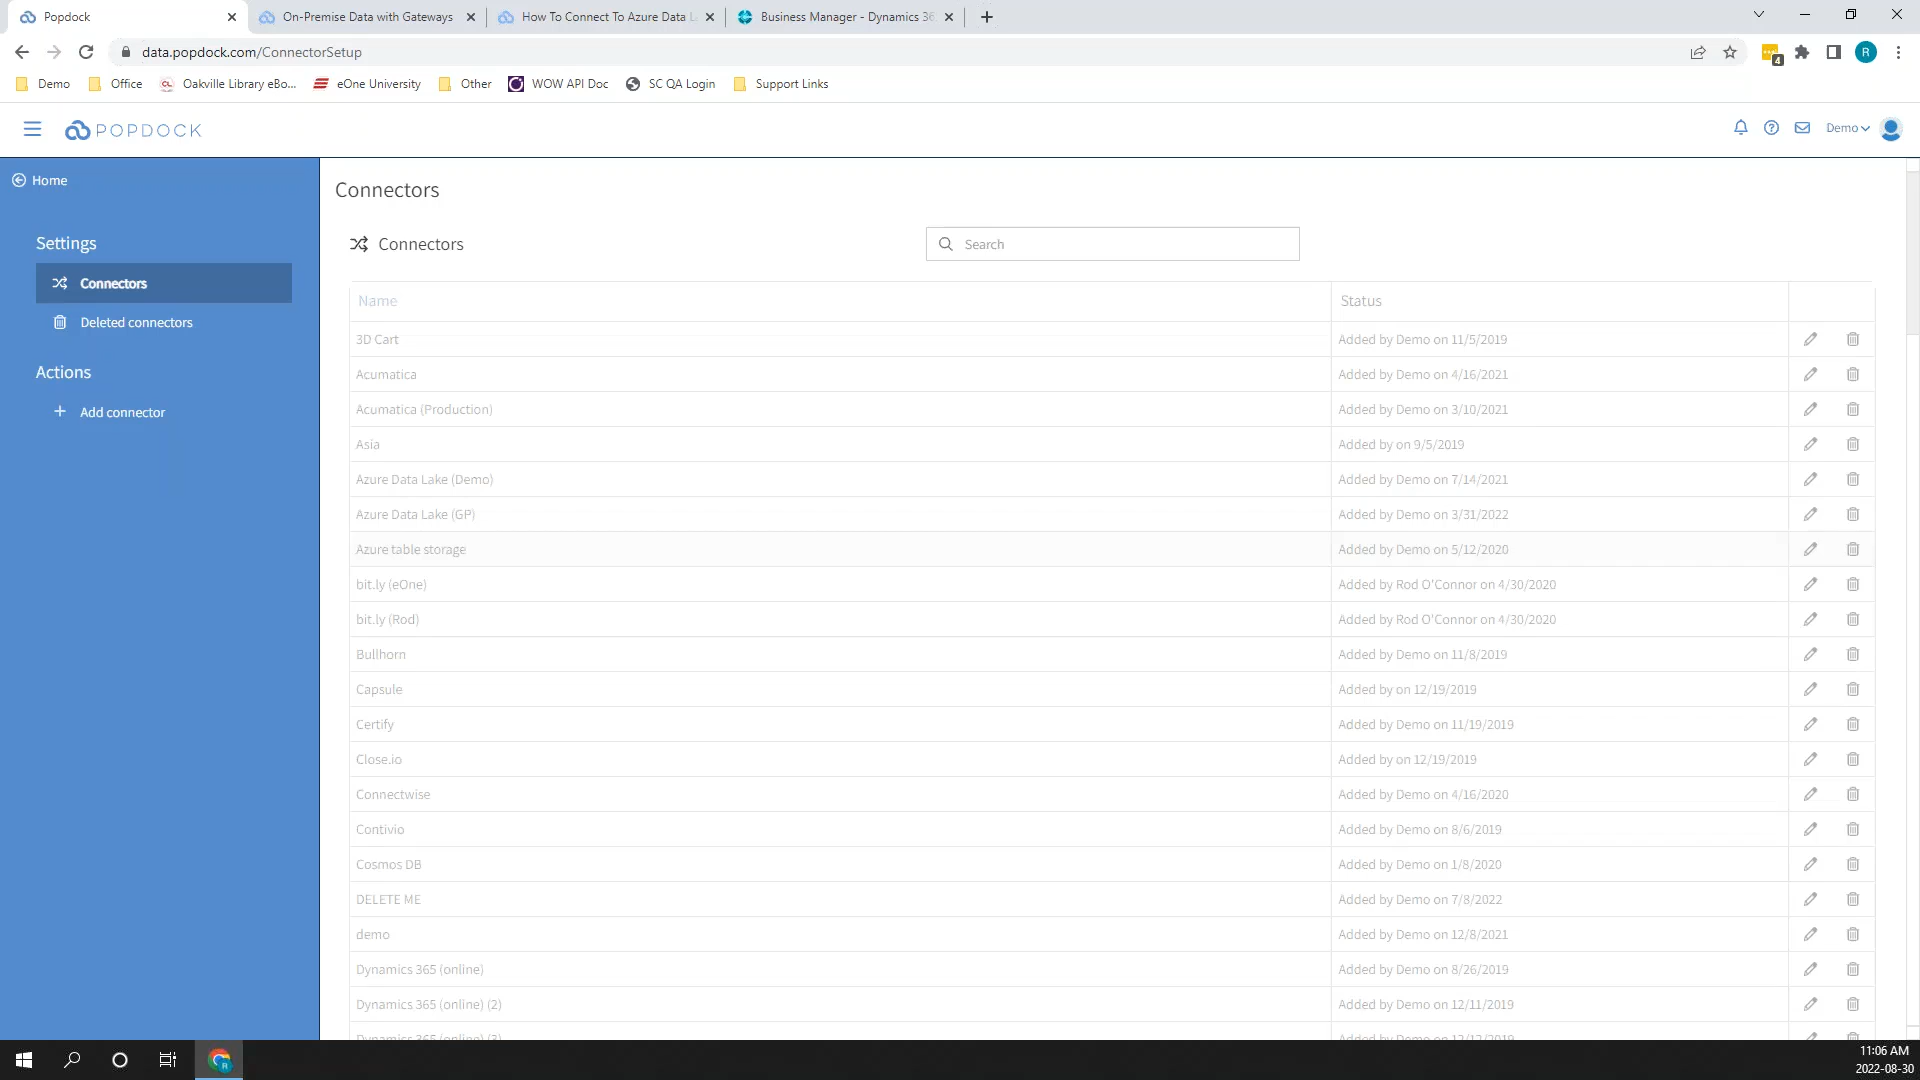 Popdock
On-Premise Data with Gateways
How To Connect To Azure Data L
Business Manager - Dynamics 36
data.popdock.com/ConnectorSetup
4
R
Demo
Office
CL
Oakville Library eBo...
eOne University
Other
WOW API Doc
SC QA Login
Support Links
POPDOCK
Demo
Home
Connectors
Settings
Connectors
Search
Connectors
Name
Status
Deleted connectors
3D Cart
Added by Demo on 11/5/2019
Actions
Acumatica
Added by Demo on 4/16/2021
Add connector
Acumatica (Production)
Added by Demo on 3/10/2021
Asia
Added by on 9/5/2019
Azure Data Lake (Demo)
Added by Demo on 7/14/2021
Azure Data Lake (GP)
Added by Demo on 3/31/2022
Azure table storage
Added by Demo on 5/12/2020
bit.ly (eOne)
Added by Rod O'Connor on 4/30/2020
bit.ly (Rod)
Added by Rod O'Connor on 4/30/2020
Bullhorn
Added by Demo on 11/8/2019
Capsule
Added by on 12/19/2019
Certify
Added by Demo on 11/19/2019
Close.io
Added by on 12/19/2019
Connectwise
Added by Demo on 4/16/2020
Contivio
Added by Demo on 8/6/2019
Cosmos DB
Added by Demo on 1/8/2020
DELETE ME
Added by Demo on 7/8/2022
demo
Added by Demo on 12/8/2021
Dynamics 365 (online)
Added by Demo on 8/26/2019
Dynamics 365 (online) (2)
Added by Demo on 12/11/2019
Dynamics 365 (online) (3)
Added by Demo on 12/12/2019
R
11:06 AM
2022-08-30